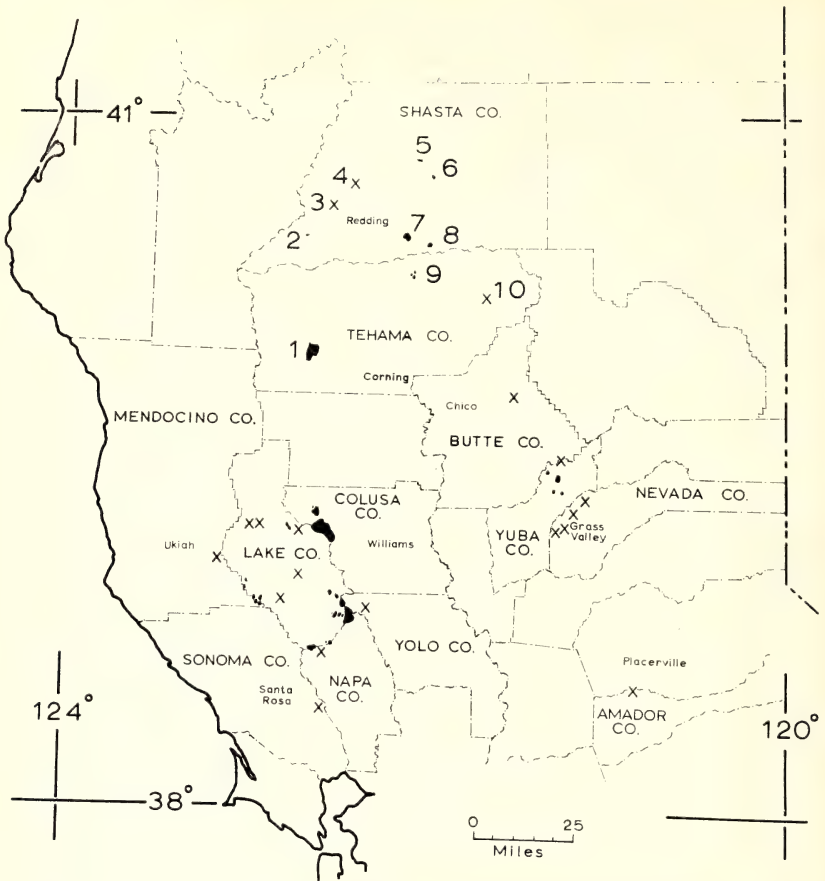 41°
SHASTA CO.
5
6
4 X
3 X
Redding
7
8
2
9
X 10
TEHAMA CO.
1
Corning
X
Chico
MENDOCINO CO.
BUTTE CO.
X
COLUSA CO.
NEVADA CO.
X
X X
X
X
Ukiah
LAKE CO.
Williams
YUBA CO.
X X
Grass Valley
X
X
X
X
SONOMA CO.
X
YOLO CO.
Placerville
NAPA CO.
Santa Rosa
X
X
AMADOR CO.
124°
120°
38°
0 25
Miles